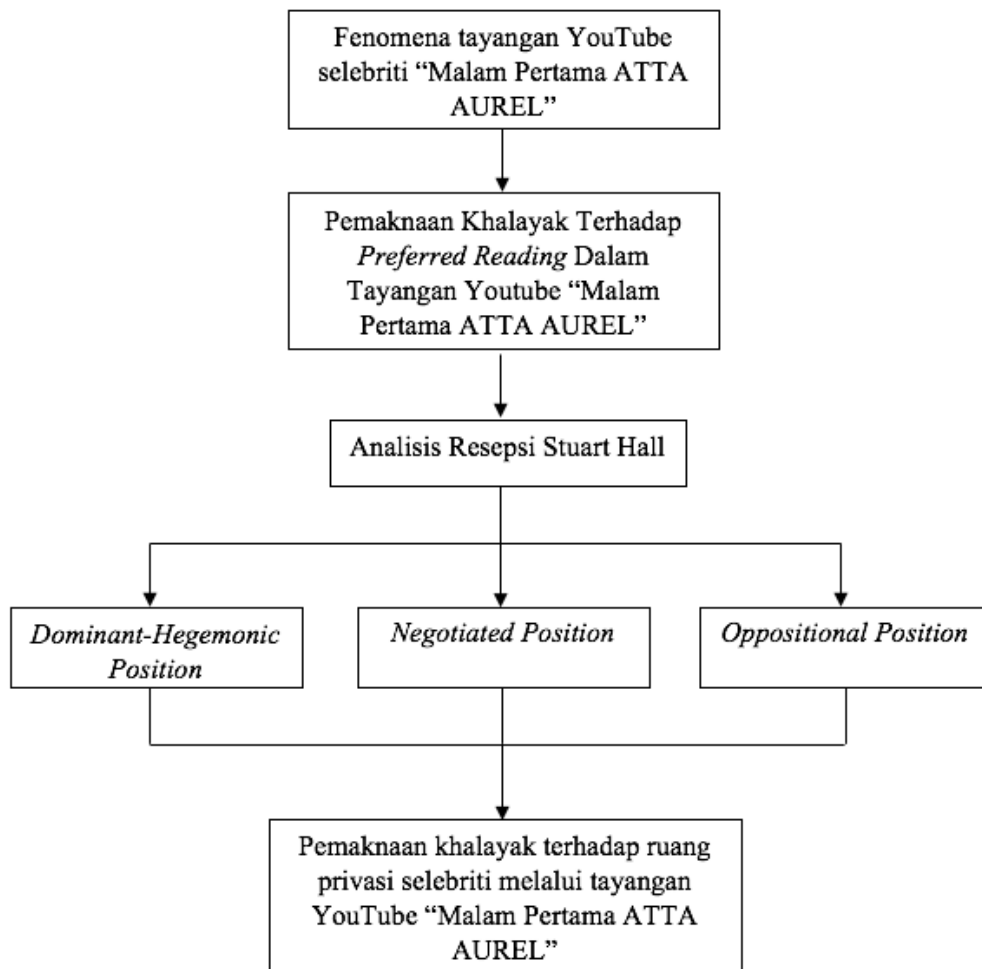 Fenomena tayangan YouTube
selebriti “Malam Pertama ATTA
AUREL”
Pemaknaan Khalayak Terhadap
Preferred Reading Dalam
Tayangan Youtube “Malam
Pertama ATTA AUREL”
Analisis Resepsi Stuart Hall
Dominant-Hegemonic
Position
Negotiated Position
Oppositional Position
Pemaknaan khalayak terhadap ruang
privasi selebriti melalui tayangan
YouTube “Malam Pertama ATTA
AUREL”